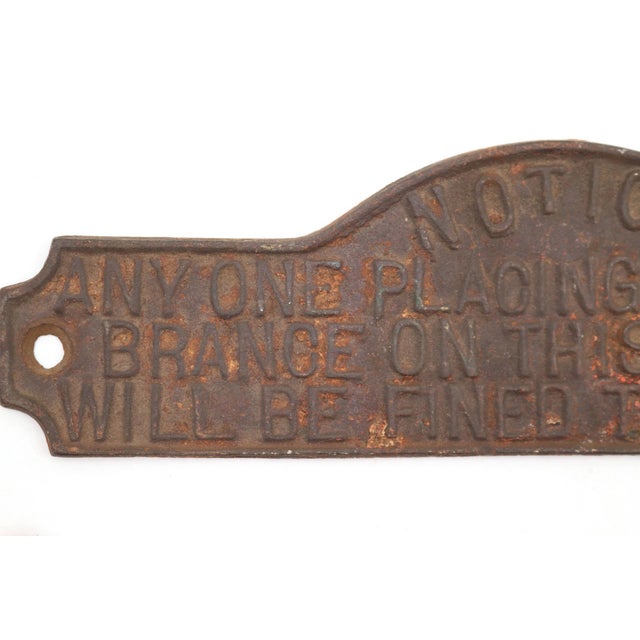 NOTIC
ANYONE PLACING
BRANCE ON THIS
WILL BE FINED T